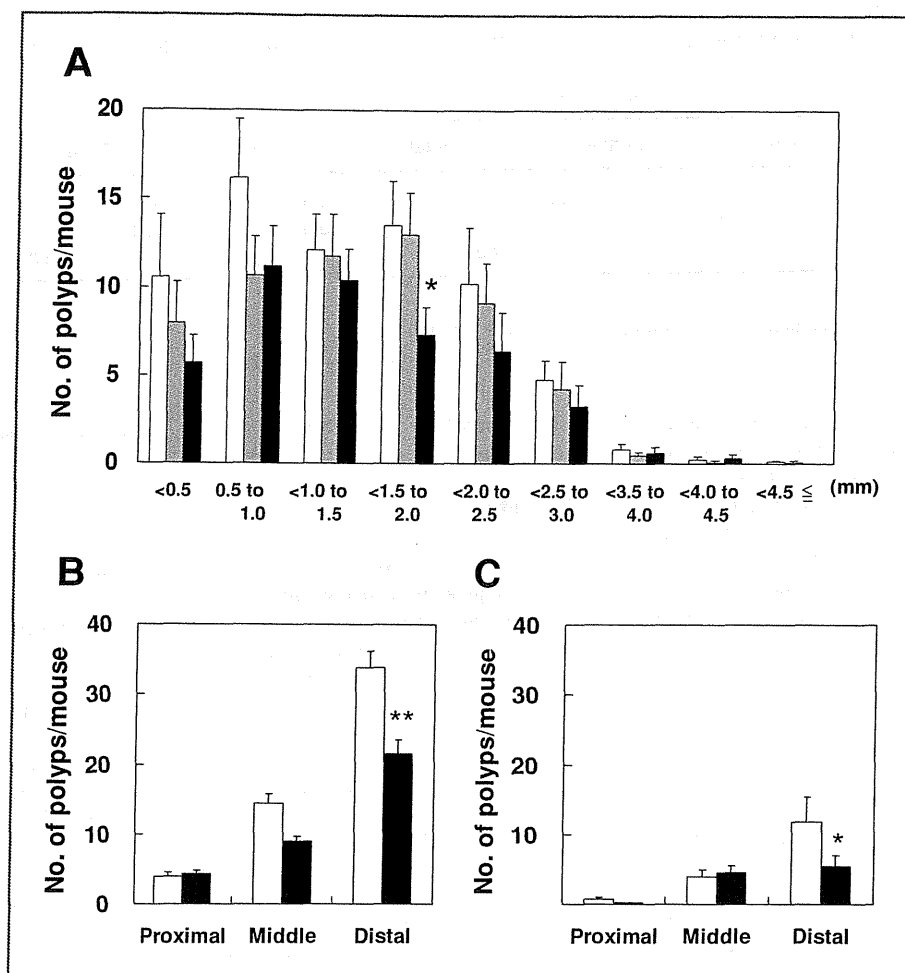 A
No. of polyps/mouse
20
15
10
5
0
*
<0.5 0.5 to <1.0 to <1.5 to <2.0 to <2.5 to <3.5 to <4.0 to <4.5 ≦ (mm)
1.0 1.5 2.0 2.5 3.0 4.0 4.5
B
No. of polyps/mouse
40
30
20
10
0
**
Proximal Middle Distal
C
No. of polyps/mouse
40
30
20
10
*
Proximal Middle Distal